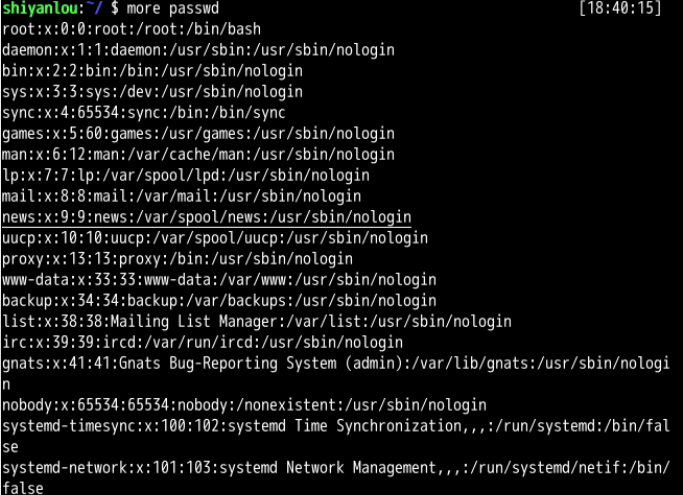 shiyanlou:~/ $ more passwd [18:40:15]
root:x:0:0:root:/root:/bin/bash
daemon:x:1:1:daemon:/usr/sbin:/usr/sbin/nologin
bin:x:2:2:bin:/bin:/usr/sbin/nologin
sys:x:3:3:sys:/dev:/usr/sbin/nologin
sync:x:4:65534:sync:/bin:/bin/sync
games:x:5:60:games:/usr/games:/usr/sbin/nologin
man:x:6:12:man:/var/cache/man:/usr/sbin/nologin
lp:x:7:7:lp:/var/spool/lpd:/usr/sbin/nologin
mail:x:8:8:mail:/var/mail:/usr/sbin/nologin
news:x:9:9:news:/var/spool/news:/usr/sbin/nologin
uucp:x:10:10:uucp:/var/spool/uucp:/usr/sbin/nologin
proxy:x:13:13:proxy:/bin:/usr/sbin/nologin
www-data:x:33:33:www-data:/var/www:/usr/sbin/nologin
backup:x:34:34:backup:/var/backups:/usr/sbin/nologin
list:x:38:38:Mailing List Manager:/var/list:/usr/sbin/nologin
irc:x:39:39:ircd:/var/run/ircd:/usr/sbin/nologin
gnats:x:41:41:Gnats Bug-Reporting System (admin):/var/lib/gnats:/usr/sbin/nologi
n
nobody:x:65534:65534:nobody:/nonexistent:/usr/sbin/nologin
systemd-timesync:x:100:102:systemd Time Synchronization,,,:/run/systemd:/bin/fal
se
systemd-network:x:101:103:systemd Network Management,,,:/run/systemd/netif:/bin/
false